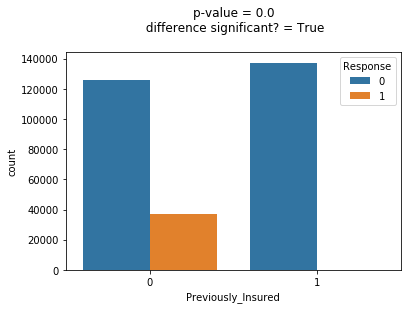 p-value = 0.0
difference significant? = True
140000
120000
100000
80000
60000
40000
20000
0
count
0
1
Previously_Insured
Response
0
1